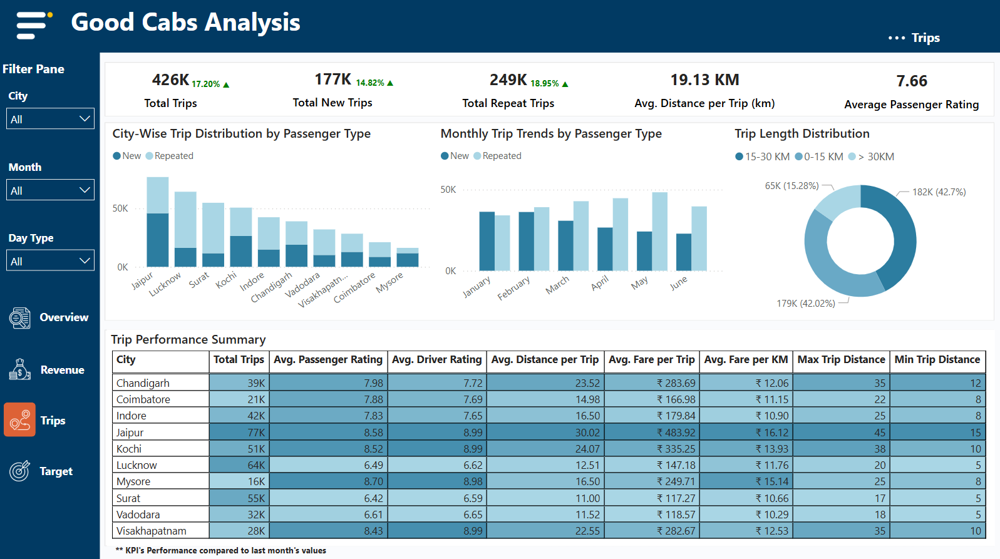 Good Cabs Analysis
••• Trips
Filter Pane
City
All
Month
All
Day Type
All
Overview
Revenue
Trips
Target
426K 17.20% ▲
Total Trips
177K 14.82% ▲
Total New Trips
249K 18.95% ▲
Total Repeat Trips
19.13 KM
Avg. Distance per Trip (km)
7.66
Average Passenger Rating
City-Wise Trip Distribution by Passenger Type
New Repeated
50K
0K
Jaipur
Lucknow
Surat
Kochi
Indore
Chandigarh
Vadodara
Visakhapatn...
Coimbatore
Mysore
Monthly Trip Trends by Passenger Type
New Repeated
50K
0K
January
February
March
April
May
June
Trip Length Distribution
15-30 KM 0-15 KM > 30KM
65K (15.28%)
182K (42.7%)
179K (42.02%)
Trip Performance Summary
City Total Trips Avg. Passenger Rating Avg. Driver Rating Avg. Distance per Trip Avg. Fare per Trip Avg. Fare per KM Max Trip Distance Min Trip Distance
Chandigarh 39K 7.98 7.72 23.52 ₹ 283.69 ₹ 12.06 35 12
Coimbatore 21K 7.88 7.69 14.98 ₹ 166.98 ₹ 11.15 22 8
Indore 42K 7.83 7.65 16.50 ₹ 179.84 ₹ 10.90 25 8
Jaipur 77K 8.58 8.99 30.02 ₹ 483.92 ₹ 16.12 45 15
Kochi 51K 8.52 8.99 24.07 ₹ 335.25 ₹ 13.93 38 10
Lucknow 64K 6.49 6.62 12.51 ₹ 147.18 ₹ 11.76 20 5
Mysore 16K 8.70 8.98 16.50 ₹ 249.71 ₹ 15.14 25 8
Surat 55K 6.42 6.59 11.00 ₹ 117.27 ₹ 10.66 17 5
Vadodara 32K 6.61 6.65 11.52 ₹ 118.57 ₹ 10.29 18 5
Visakhapatnam 28K 8.43 8.99 22.55 ₹ 282.67 ₹ 12.53 35 10
** KPI's Performance compared to last month's values